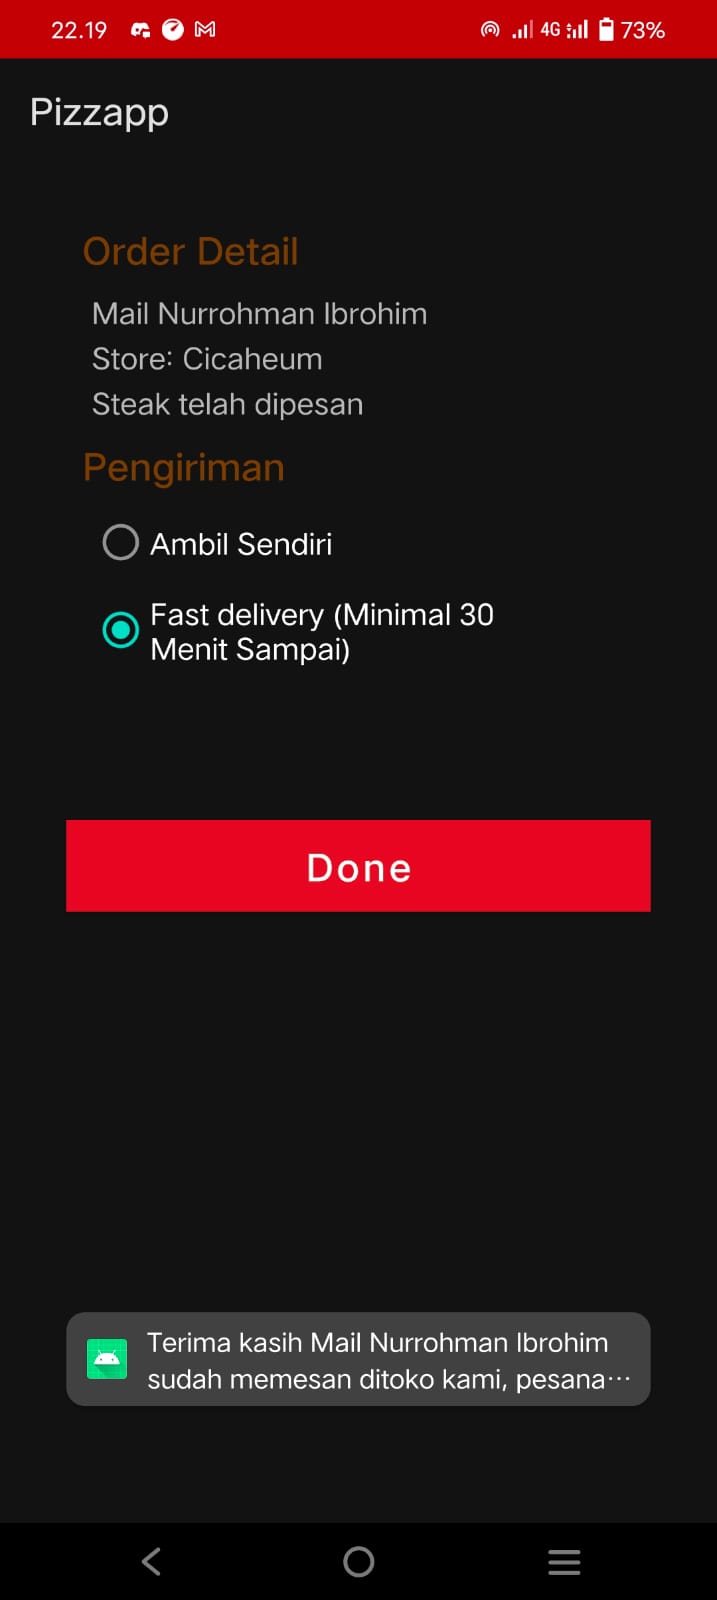 22.19 4G 73%
Pizzapp
Order Detail
Mail Nurrohman Ibrohim
Store: Cicaheum
Steak telah dipesan
Pengiriman
Ambil Sendiri
Fast delivery (Minimal 30
Menit Sampai)
Done
Terima kasih Mail Nurrohman Ibrohim
sudah memesan ditoko kami, pesana...